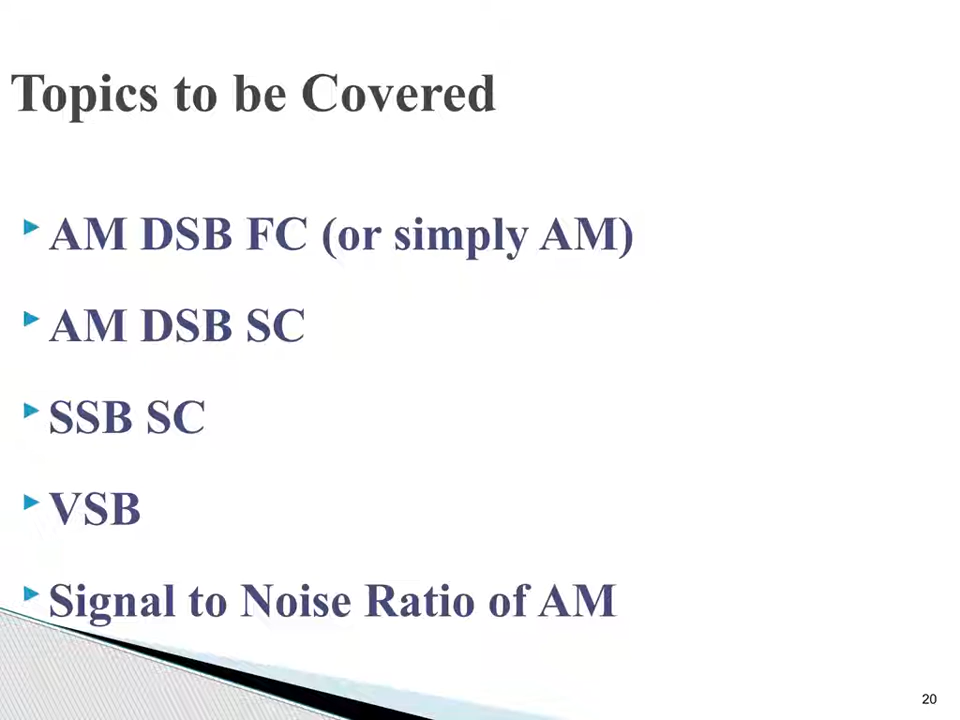 Topics to be Covered
AM DSB FC (or simply AM)
AM DSB SC
SSB SC
VSB
Signal to Noise Ratio of AM
20